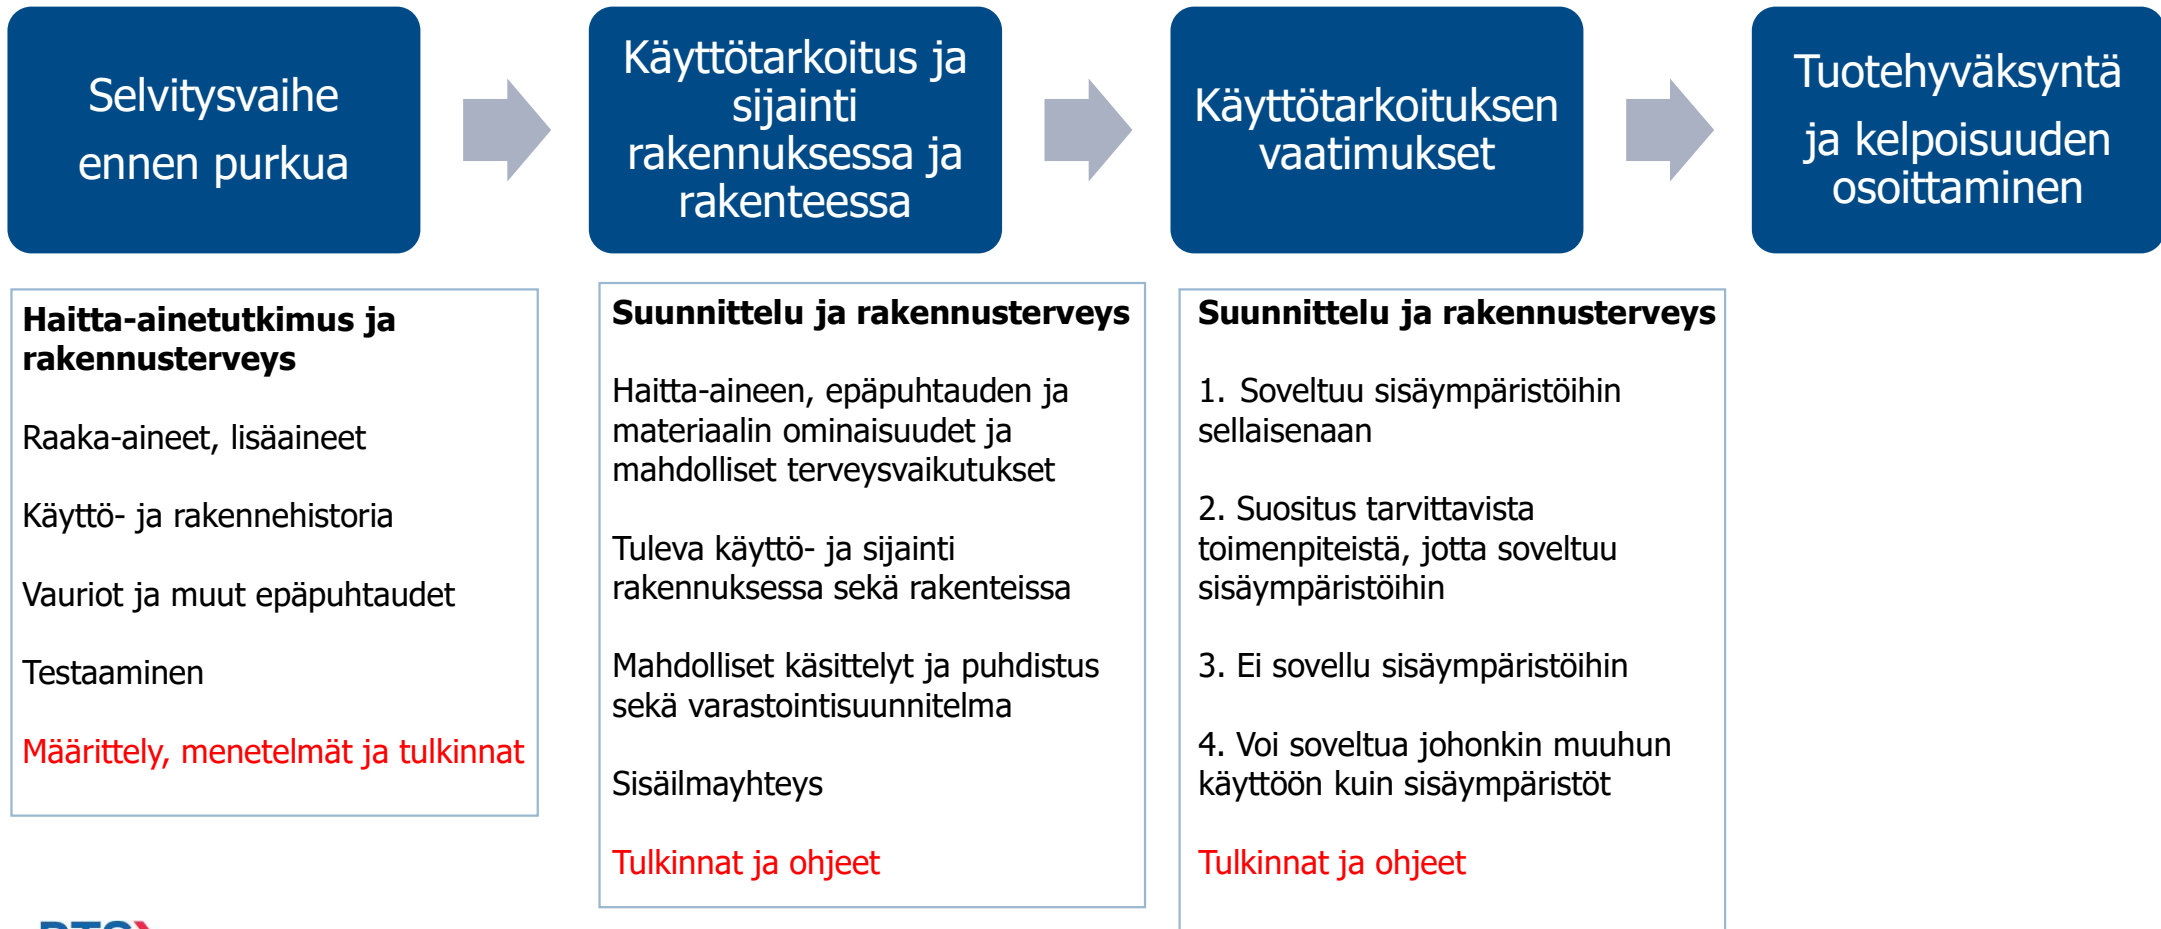 Selvitysvaihe
ennen purkua
Käyttötarkoitus ja
sijainti
rakennuksessa ja
rakenteessa
Käyttötarkoituksen
vaatimukset
Tuotehyväksyntä
ja kelpoisuuden
osoittaminen
Haitta-ainetutkimus ja
rakennusterveys
Raaka-aineet, lisäaineet
Käyttö- ja rakennehistoria
Vauriot ja muut epäpuhtaudet
Testaaminen
Määrittely, menetelmät ja tulkinnat
Suunnittelu ja rakennusterveys
Haitta-aineen, epäpuhtauden ja
materiaalin ominaisuudet ja
mahdolliset terveysvaikutukset
Tuleva käyttö- ja sijainti
rakennuksessa sekä rakenteissa
Mahdolliset käsittelyt ja puhdistus
sekä varastointisuunnitelma
Sisäilmayhteys
Tulkinnat ja ohjeet
Suunnittelu ja rakennusterveys
1. Soveltuu sisäympäristöihin
sellaisenaan
2. Suositus tarvittavista
toimenpiteistä, jotta soveltuu
sisäympäristöihin
3. Ei sovellu sisäympäristöihin
4. Voi soveltua johonkin muuhun
käyttöön kuin sisäympäristöt
Tulkinnat ja ohjeet